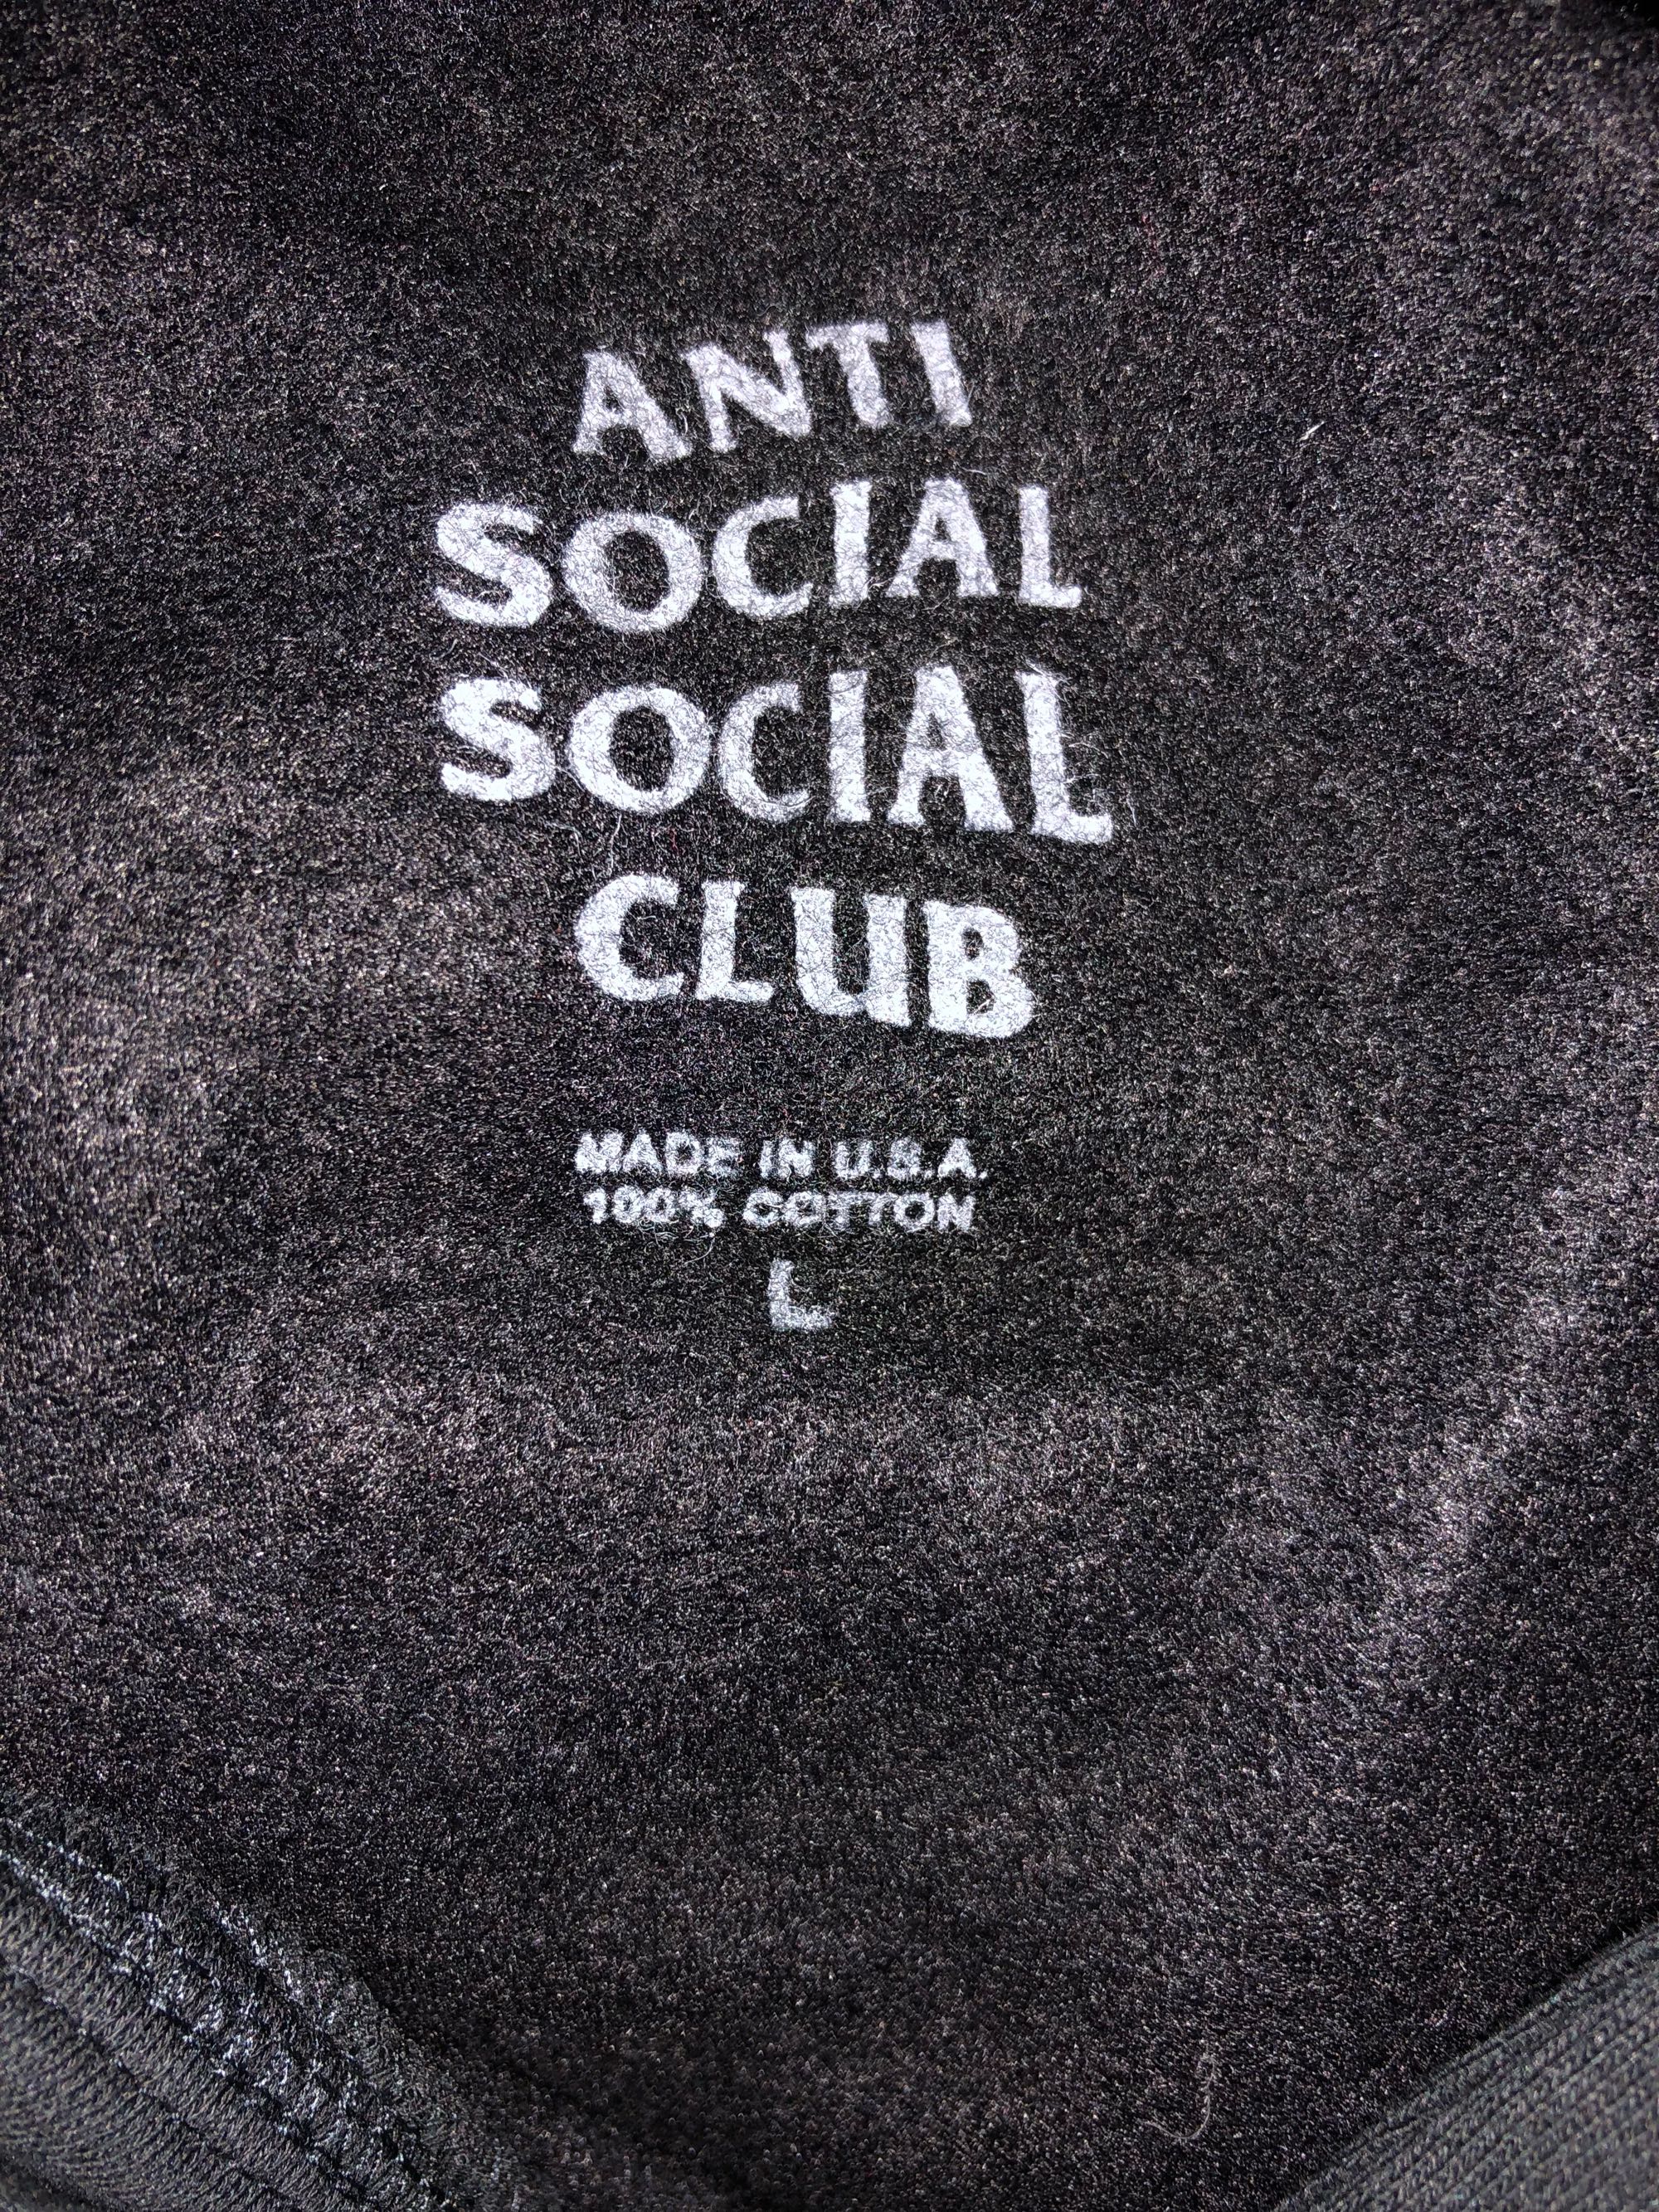 ANTI
SOCIAL
SOCIAL
CLUB
MADE IN U.S.A.
100% COTTON
L